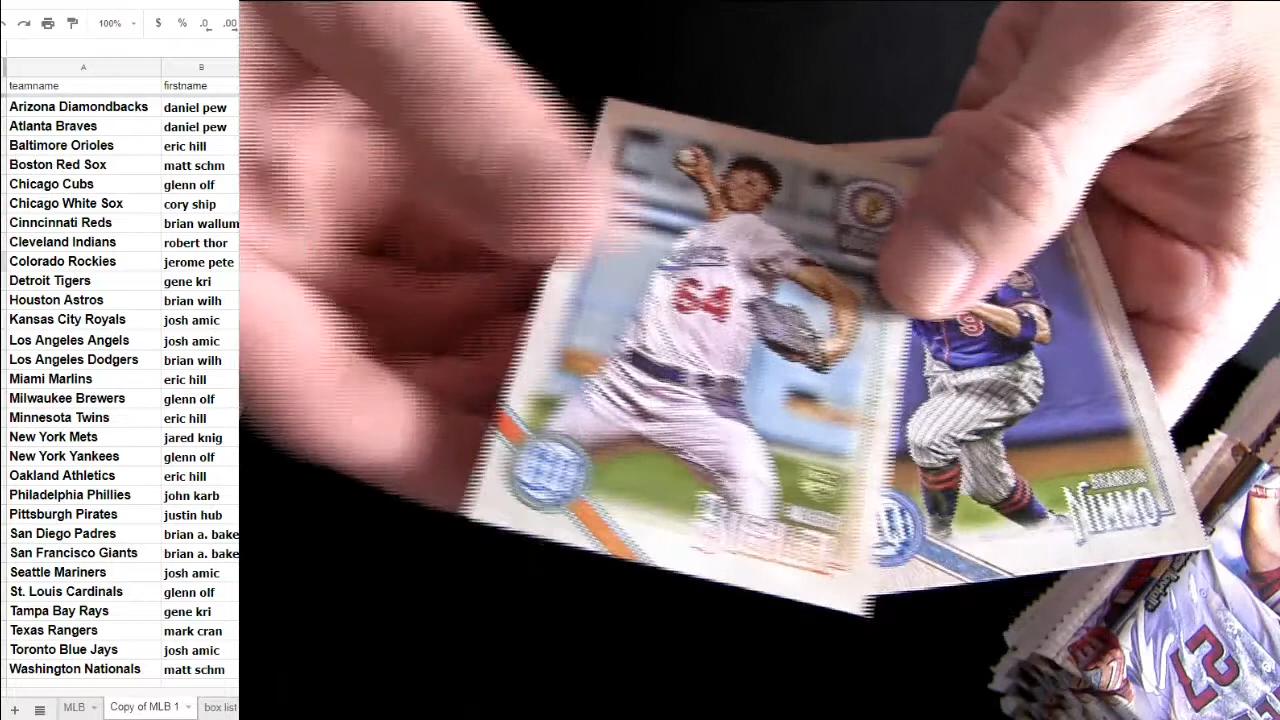 100% $ % .0 .00
A B
teamname firstname
Arizona Diamondbacks daniel pew
Atlanta Braves daniel pew
Baltimore Orioles eric hill
Boston Red Sox matt schm
Chicago Cubs glenn olf
Chicago White Sox cory ship
Cinncinnati Reds brian wallum
Cleveland Indians robert thor
Colorado Rockies jerome pete
Detroit Tigers gene kri
Houston Astros brian wilh
Kansas City Royals josh amic
Los Angeles Angels josh amic
Los Angeles Dodgers brian wilh
Miami Marlins eric hill
Milwaukee Brewers glenn olf
Minnesota Twins eric hill
New York Mets jared knig
New York Yankees glenn olf
Oakland Athletics eric hill
Philadelphia Phillies john karb
Pittsburgh Pirates justin hub
San Diego Padres brian a. bake
San Francisco Giants brian a. bake
Seattle Mariners josh amic
St. Louis Cardinals glenn olf
Tampa Bay Rays gene kri
Texas Rangers mark cran
Toronto Blue Jays josh amic
Washington Nationals matt schm
MLB Copy of MLB 1 box list
64
9
NIMMO
27